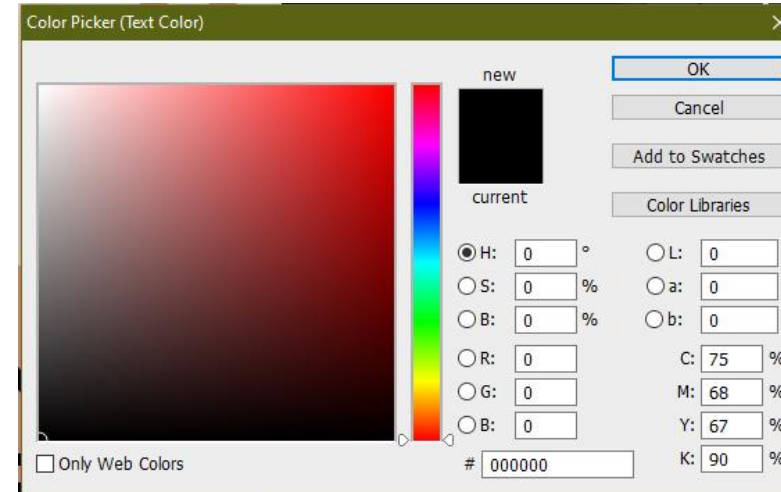 Color Picker (Text Color)
new
OK
Cancel
Add to Swatches
current
Color Libraries
H: 0 °
L: 0
S: 0 %
a: 0
B: 0 %
b: 0
R: 0
C: 75 %
G: 0
M: 68 %
B: 0
Y: 67 %
Only Web Colors
# 000000
K: 90 %